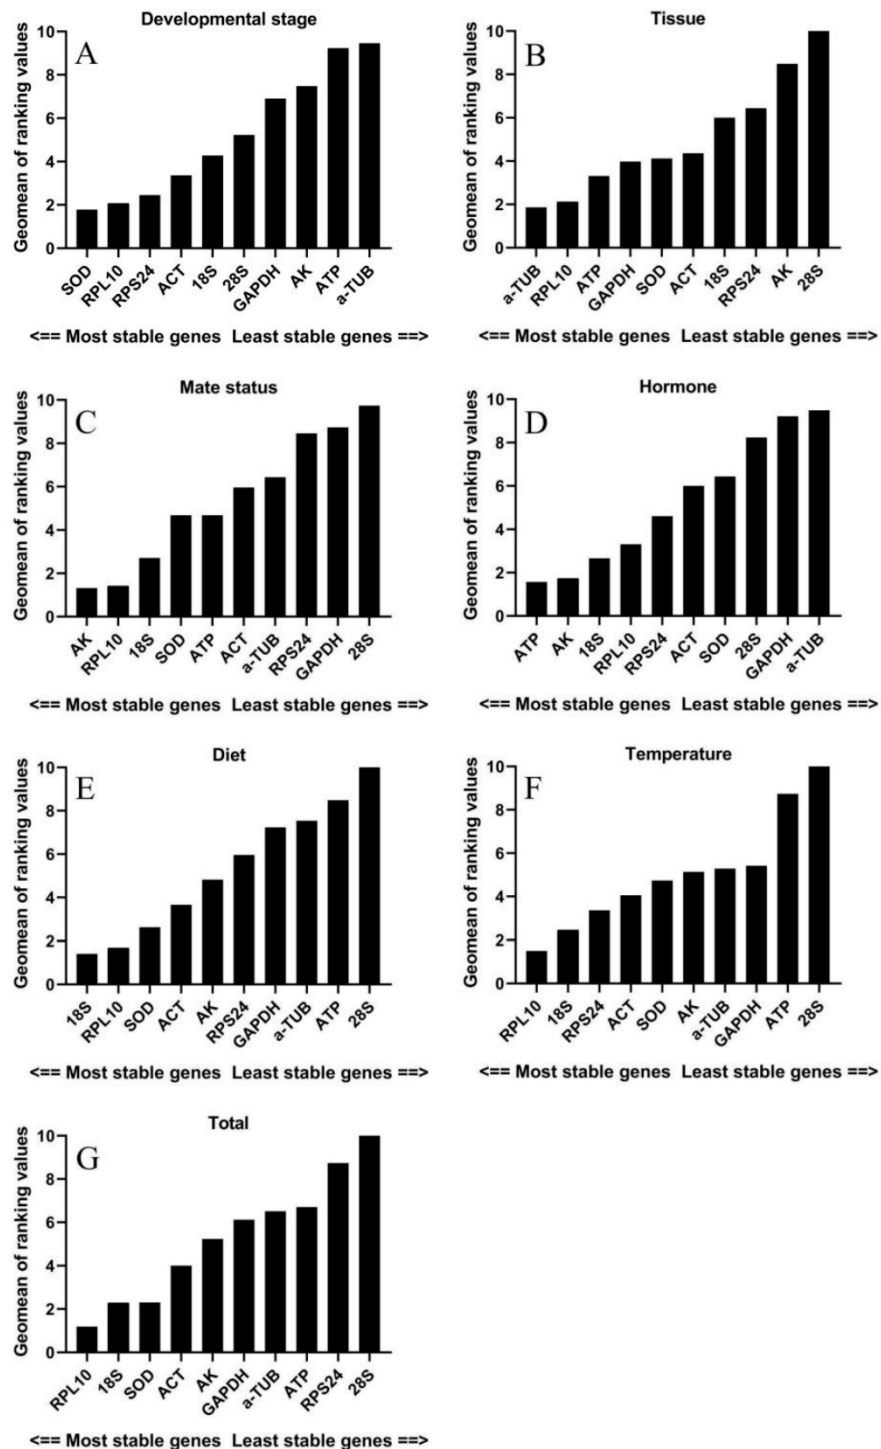 Developmental stage
A
Geomean of ranking values
10
8
6
4
2
0
SOD RPL10 RPS24 ACT 18S 28S GAPDH AK ATP a-TUB
<== Most stable genes Least stable genes ==>
Tissue
B
Geomean of ranking values
10
8
6
4
2
0
a-TUB RPL10 ATP GAPDH SOD ACT 18S RPS24 AK 28S
<== Most stable genes Least stable genes ==>
Mate status
C
Geomean of ranking values
10
8
6
4
2
0
AK RPL10 18S SOD ATP ACT a-TUB RPS24 GAPDH 28S
<== Most stable genes Least stable genes ==>
Hormone
D
Geomean of ranking values
10
8
6
4
2
0
ATP AK 18S RPL10 RPS24 ACT SOD 28S GAPDH a-TUB
<== Most stable genes Least stable genes ==>
Diet
E
Geomean of ranking values
10
8
6
4
2
0
18S RPL10 SOD ACT AK RPS24 GAPDH a-TUB ATP 28S
<== Most stable genes Least stable genes ==>
Temperature
F
Geomean of ranking values
10
8
6
4
2
0
RPL10 18S RPS24 ACT SOD AK a-TUB GAPDH ATP 28S
<== Most stable genes Least stable genes ==>
Total
G
Geomean of ranking values
10
8
6
4
2
0
RPL10 18S SOD ACT AK GAPDH a-TUB ATP RPS24 28S
<== Most stable genes Least stable genes ==>